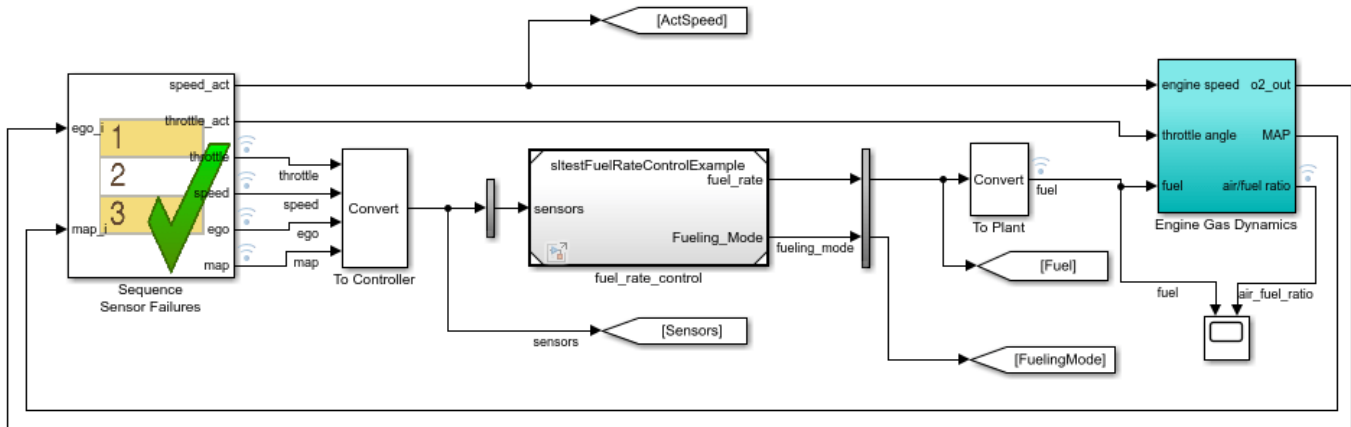 [ActSpeed]
speed_act
engine speed
o2_out
ego_i
1
throttle_act
throttle angle
MAP
throttle
throttle
2
speed
speed
Convert
sltestFuelRateControlExample
fuel_rate
sensors
Convert
fuel
fuel
air/fuel ratio
3
map_i
ego
ego
Fueling_Mode
fueling_mode
To Plant
Engine Gas Dynamics
map
map
To Controller
fuel_rate_control
[Fuel]
Sequence
Sensor Failures
fuel
air_fuel_ratio
[Sensors]
sensors
[FuelingMode]